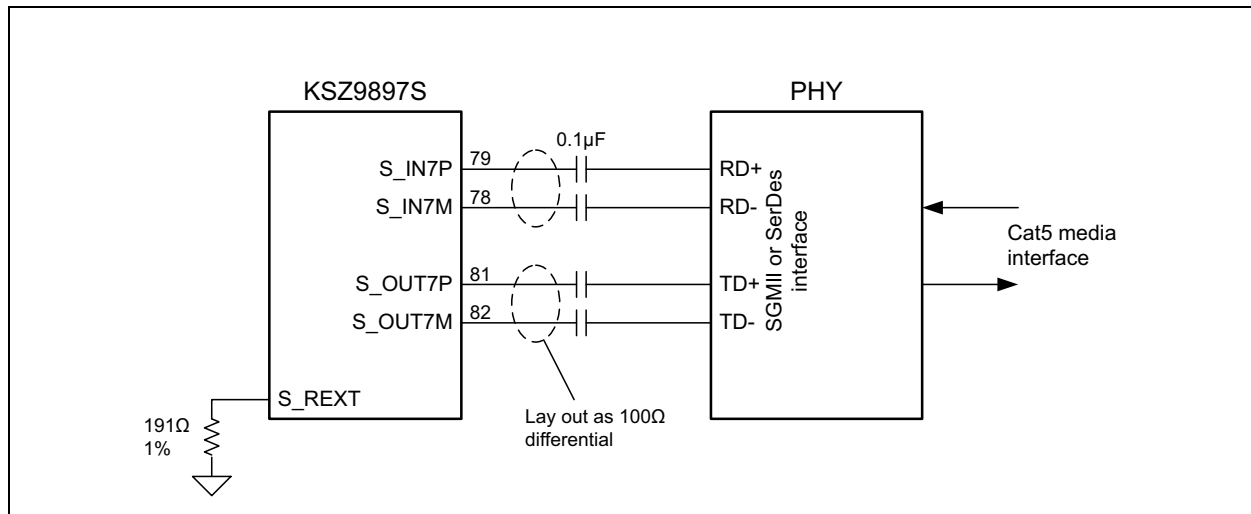 KSZ9897S
PHY
0.1µF
S_IN7P
79
RD+
S_IN7M
78
RD-
S_OUT7P
81
TD+
S_OUT7M
82
TD-
SGMII or SerDes
interface
Cat5 media
interface
S_REXT
191Ω
1%
Lay out as 100Ω
differential